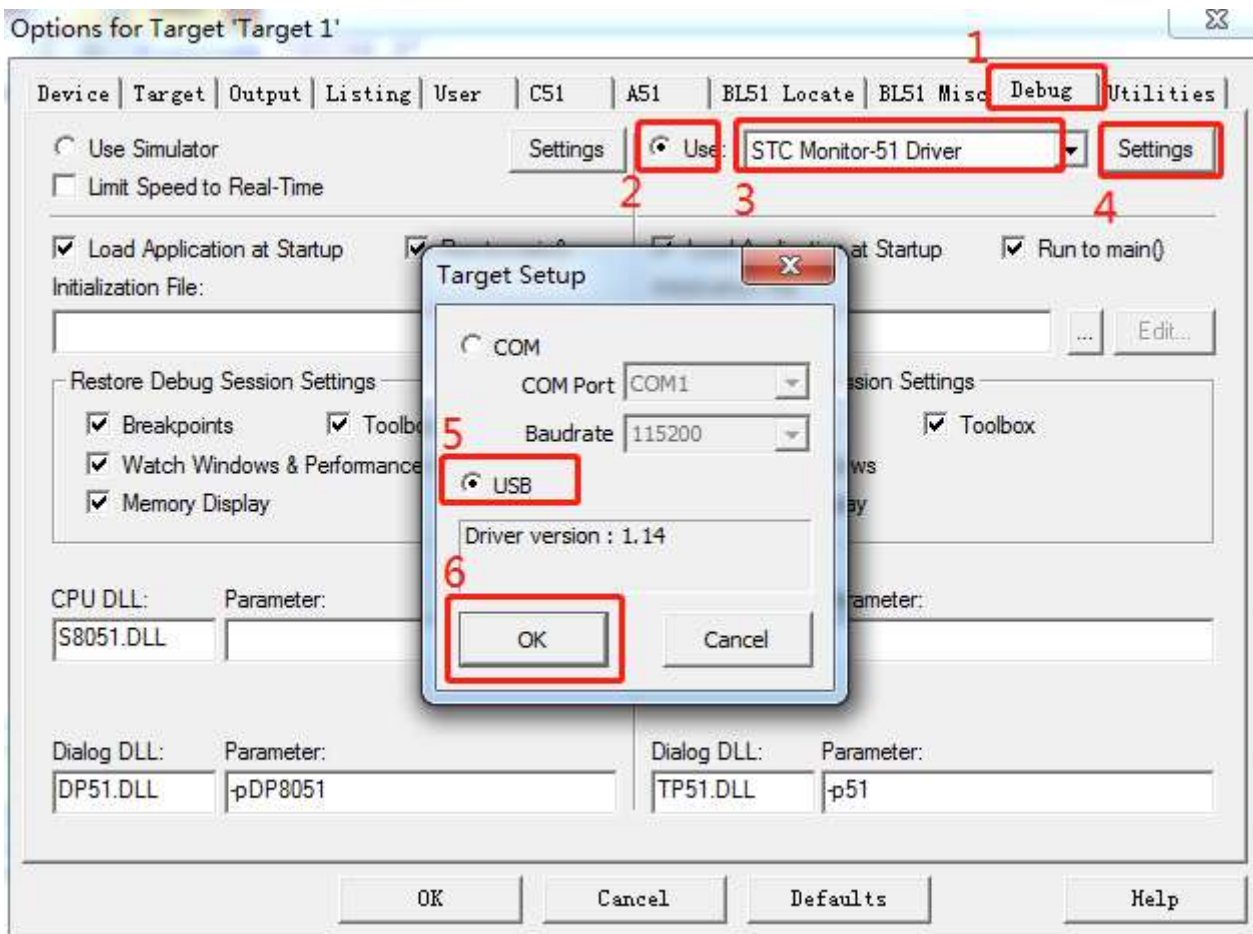 Options for Target 'Target 1'
1
Device Target Output Listing User C51 A51 BL51 Locate BL51 Misc Debug Utilities
Use Simulator Settings Use: STC Monitor-51 Driver Settings
Limit Speed to Real-Time
2 3 4
Load Application at Startup at Startup Run to main()
Initialization File:
Target Setup
... Edit...
COM
COM Port COM1
Baudrate 115200
Restore Debug Session Settings Settings
Breakpoints Toolbox
5
Watch Windows & Performance
USB
Memory Display
Driver version : 1.14
6
OK Cancel
CPU DLL: Parameter:
S8051.DLL
Dialog DLL: Parameter: Dialog DLL: Parameter:
DP51.DLL -pDP8051 TP51.DLL -p51
OK Cancel Defaults Help